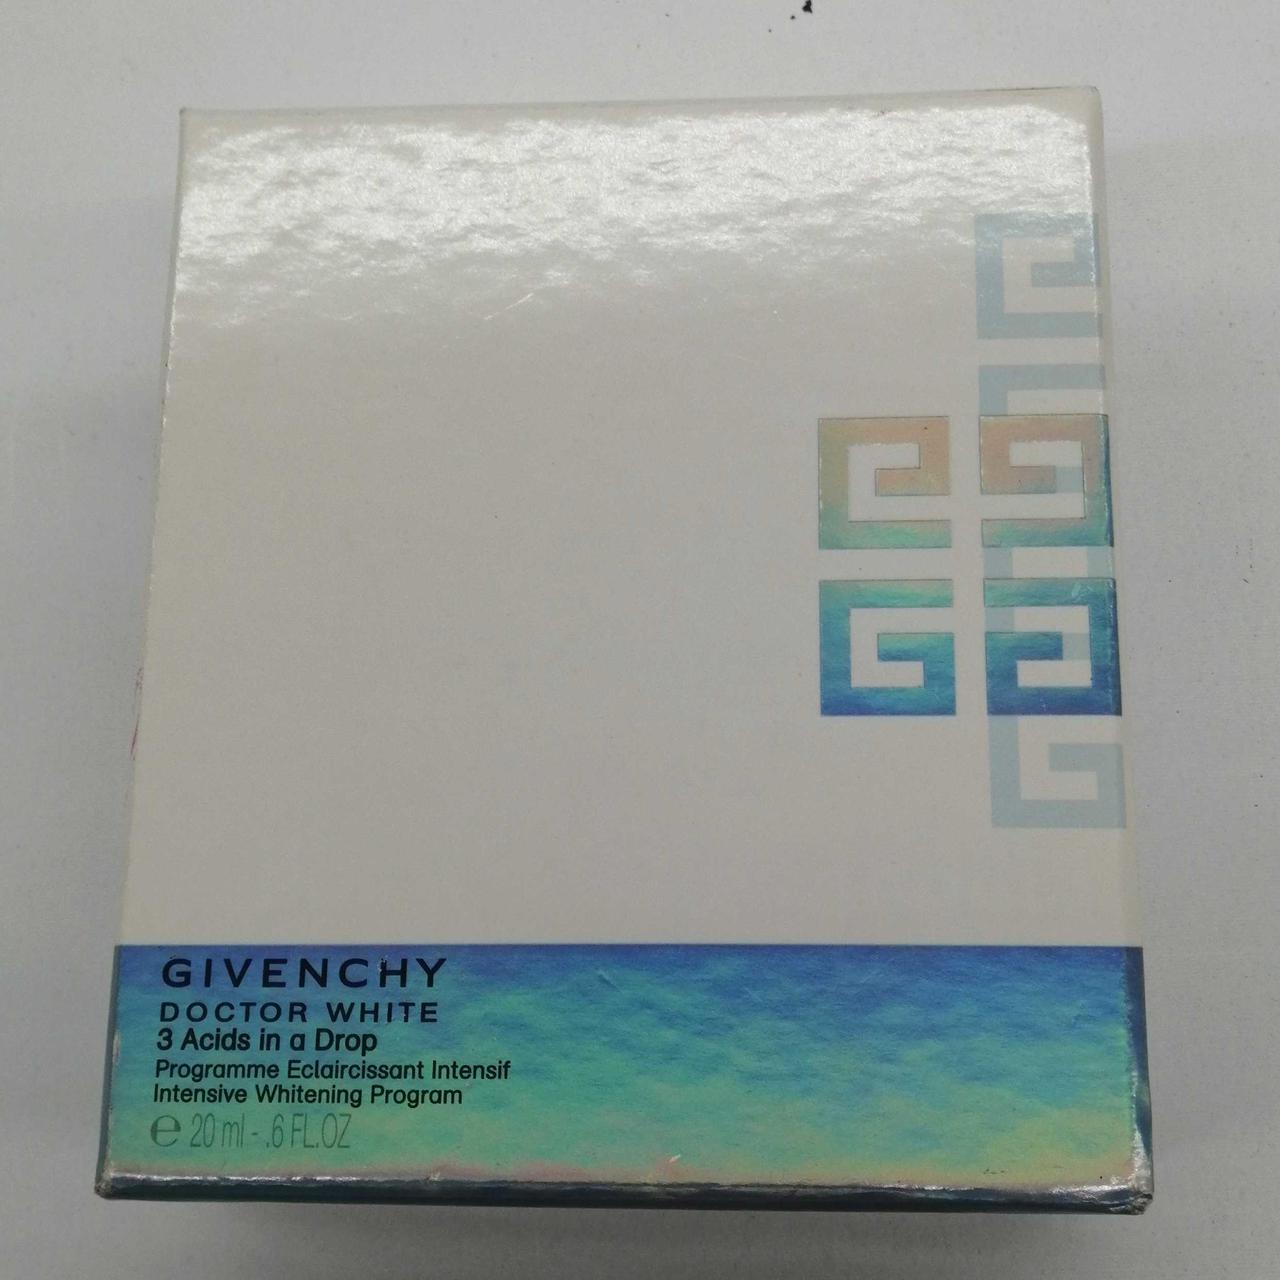 GIVENCHY
DOCTOR WHITE
3 Acids in a Drop
Programme Eclaircissant Intensif
Intensive Whitening Program
℮ 20 ml - .6 FL.OZ